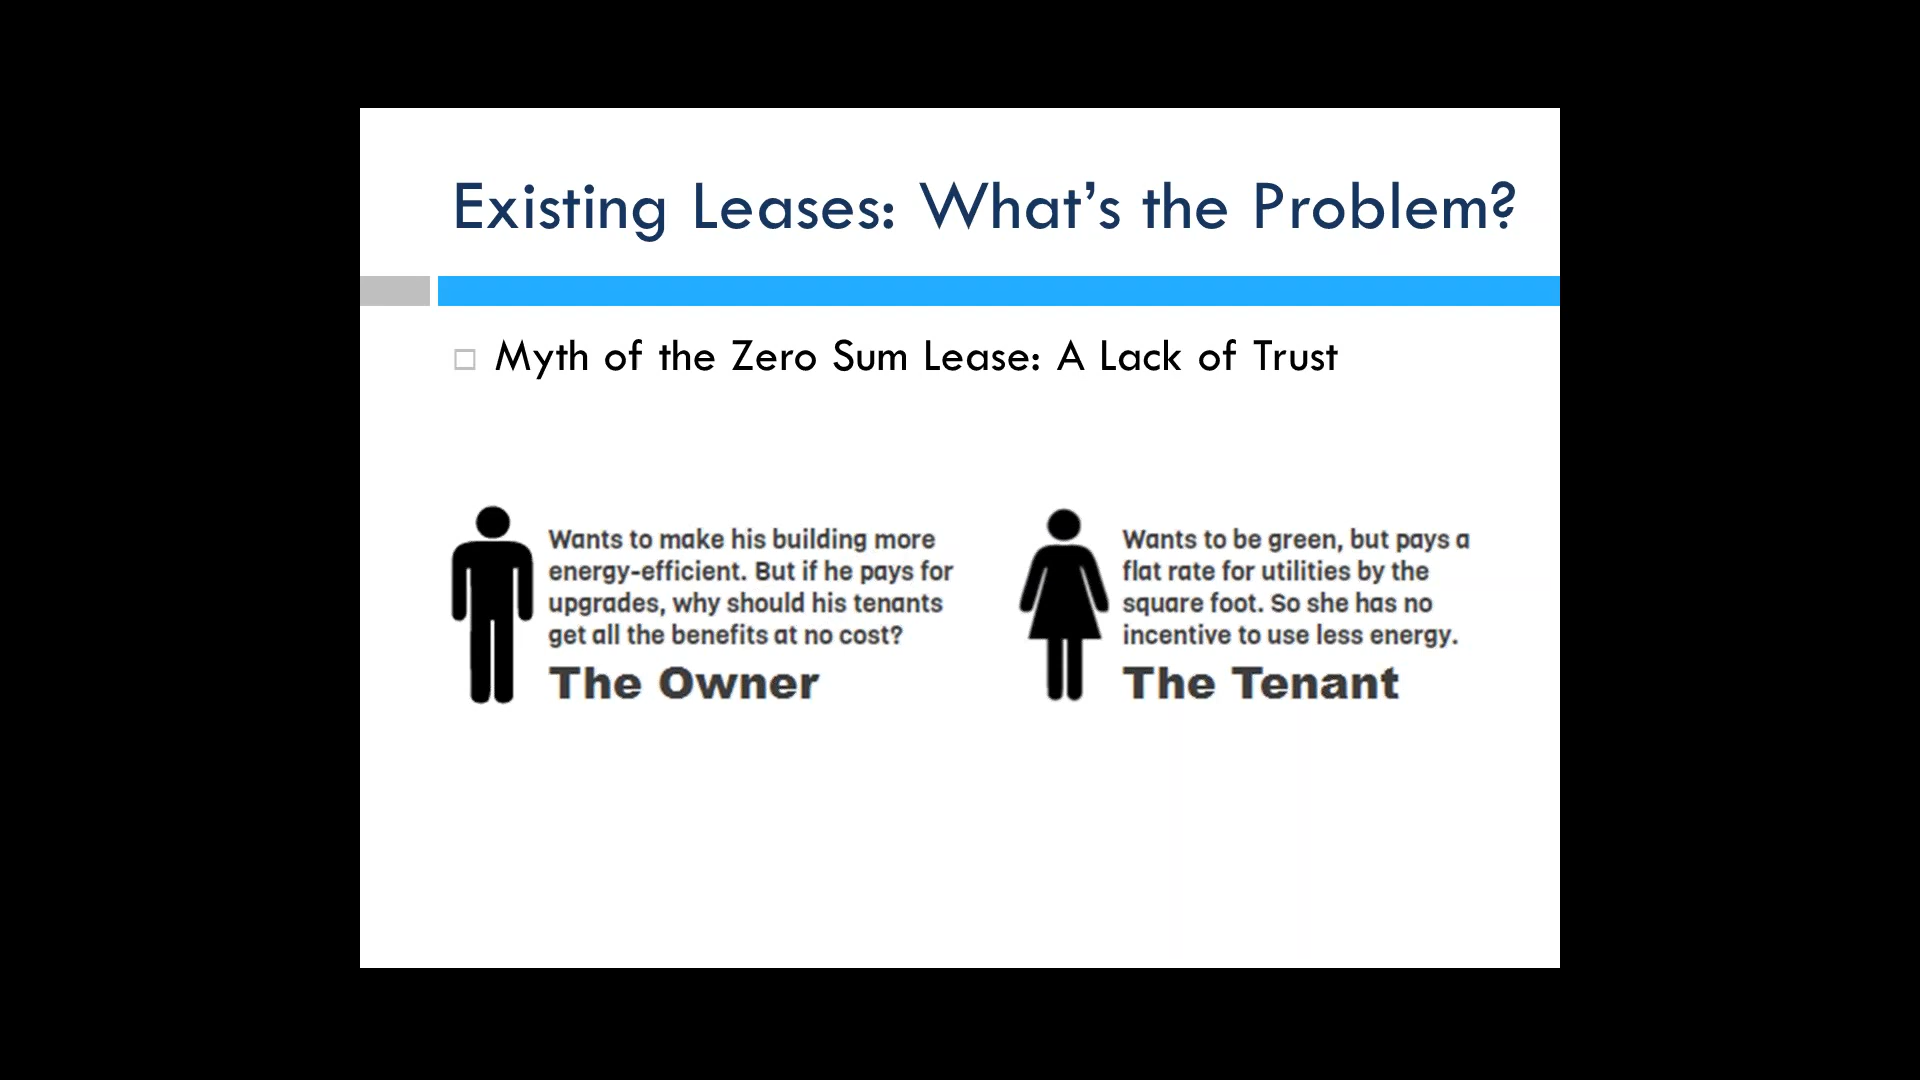 Existing Leases: What’s the Problem?
Myth of the Zero Sum Lease: A Lack of Trust
Wants to make his building more
energy-efficient. But if he pays for
upgrades, why should his tenants
get all the benefits at no cost?
The Owner
Wants to be green, but pays a
flat rate for utilities by the
square foot. So she has no
incentive to use less energy.
The Tenant